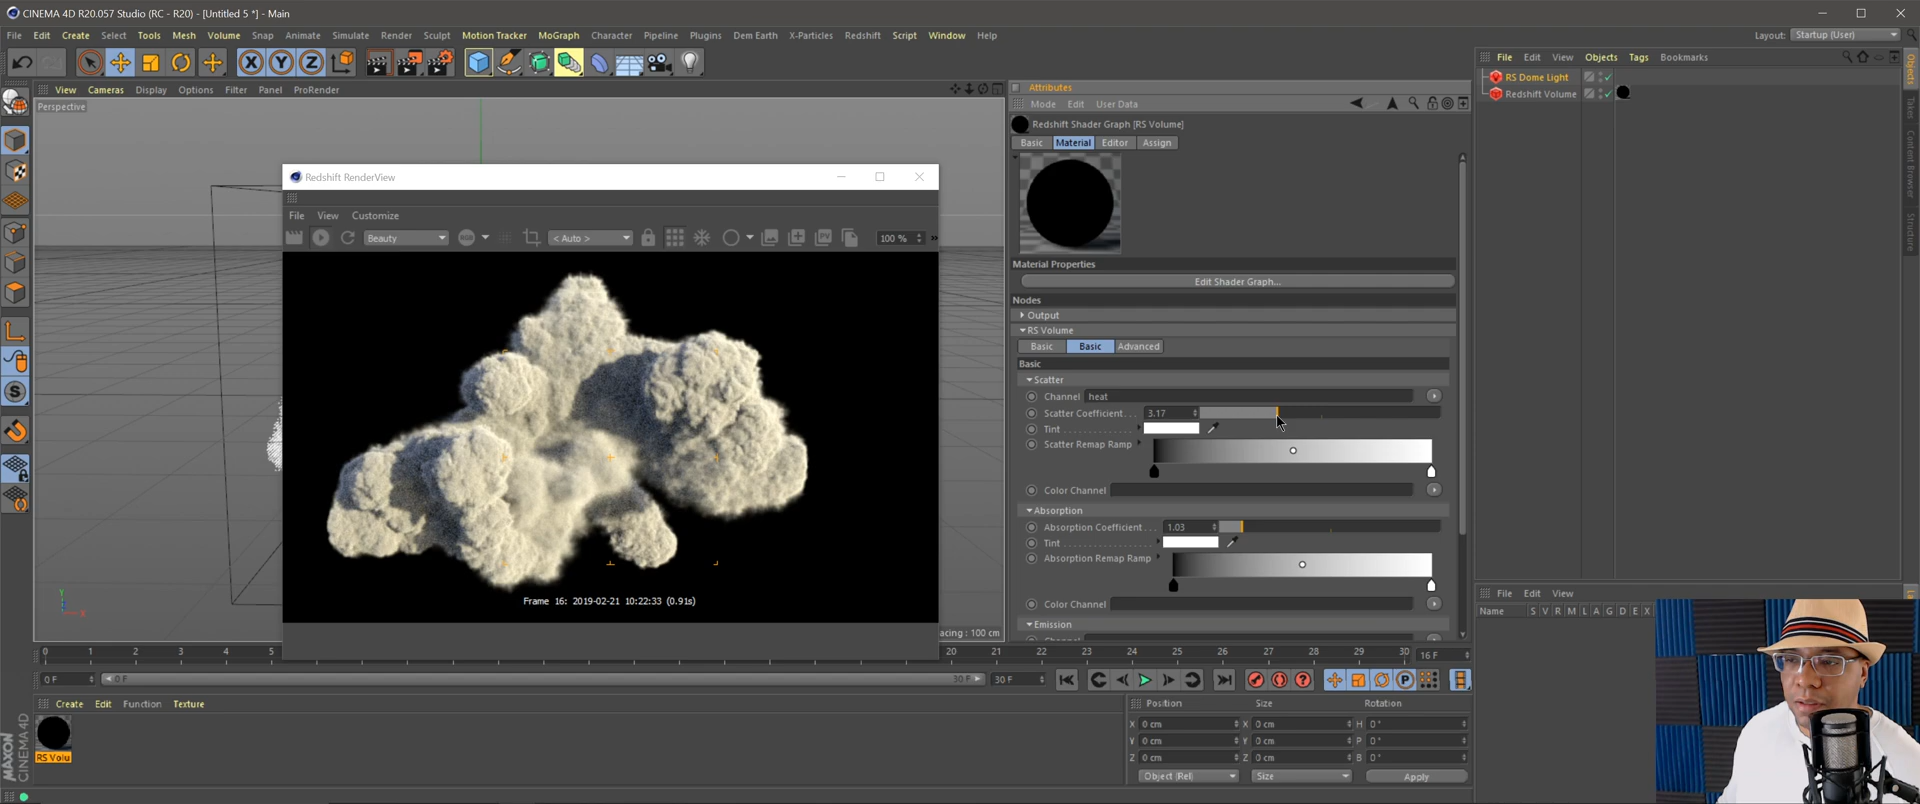 CINEMA 4D R20.057 Studio (RC - R20) - [Untitled 5 *] - Main
File Edit Create Select Tools Mesh Volume Snap Animate Simulate Render Sculpt Motion Tracker MoGraph Character Pipeline Plugins Dem Earth X-Particles Redshift Script Window Help
Layout: Startup (User)
View Cameras Display Options Filter Panel ProRender
Perspective
Redshift RenderView
File View Customize
Beauty
RGB
< Auto >
PV
100 %
»
Frame 16: 2019-02-21 10:22:33 (0.91s)
acing : 100 cm
Y
X
Attributes
Mode Edit User Data
Redshift Shader Graph [RS Volume]
Basic Material Editor Assign
Material Properties
Edit Shader Graph...
Nodes
Output
RS Volume
Basic Basic Advanced
Basic
Scatter
Channel heat
Scatter Coefficient... 3.17
Tint
Scatter Remap Ramp
Color Channel
Absorption
Absorption Coefficient... 1.03
Tint
Absorption Remap Ramp
Color Channel
Emission
File Edit View Objects Tags Bookmarks
RS Dome Light
Redshift Volume
Objects
Takes
Content Browser
Structure
File Edit View
Name S V R M L A G D E X
0 1 2 3 4 5 20 21 22 23 24 25 26 27 28 29 30 16 F
0 F 0 F 30 F 30 F
Create Edit Function Texture
RS Volu
MAXON CINEMA 4D
Position Size Rotation
X 0 cm X 0 cm H 0 °
Y 0 cm Y 0 cm P 0 °
Z 0 cm Z 0 cm B 0 °
Object (Rel) Size Apply